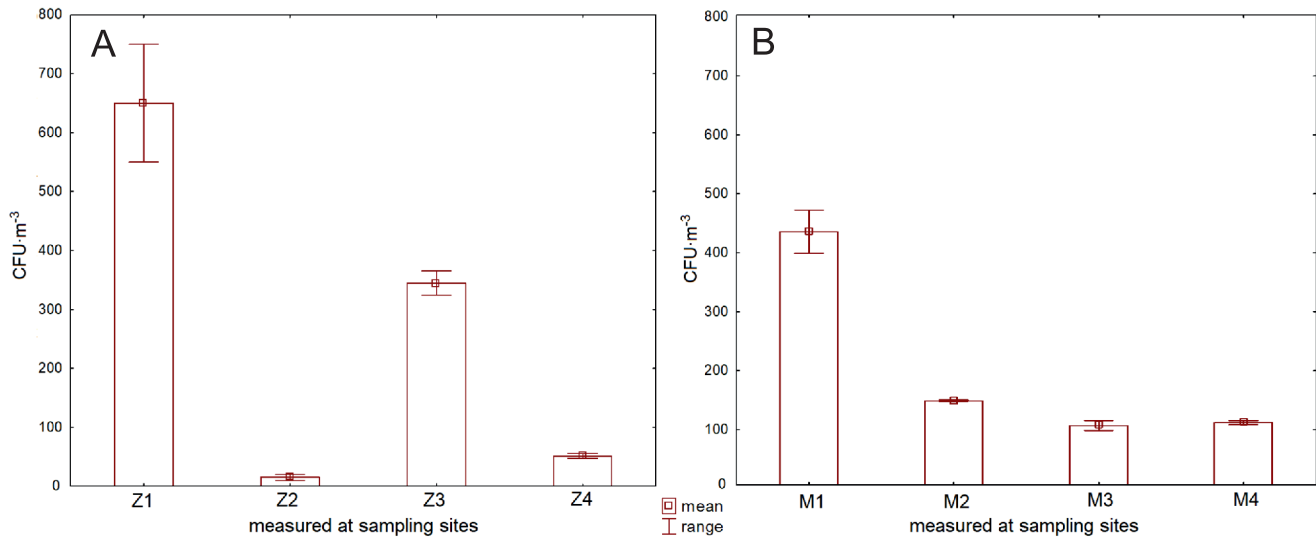 A
800
700
600
500
400
300
200
100
0
CFU·m-3
Z1 Z2 Z3 Z4
measured at sampling sites
mean
range
B
800
700
600
500
400
300
200
100
0
CFU·m-3
M1 M2 M3 M4
measured at sampling sites